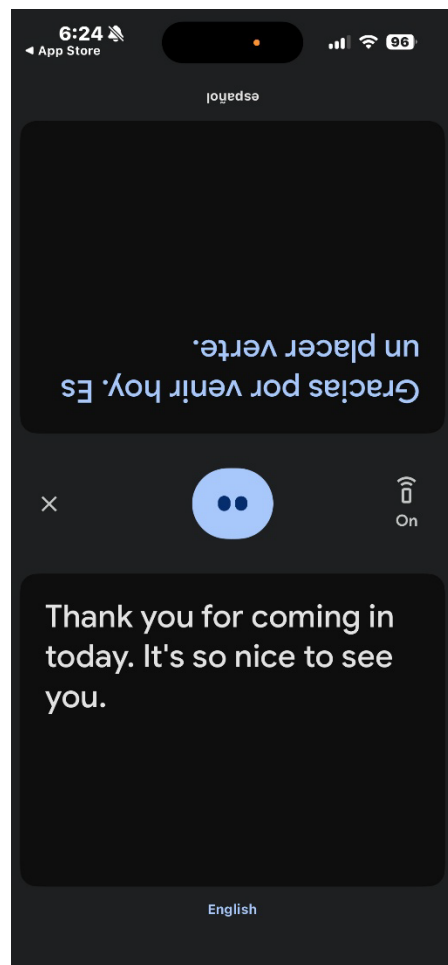 6:24
◀ App Store
96
español
Gracias por venir hoy. Es
un placer verte.
On
Thank you for coming in
today. It's so nice to see
you.
English